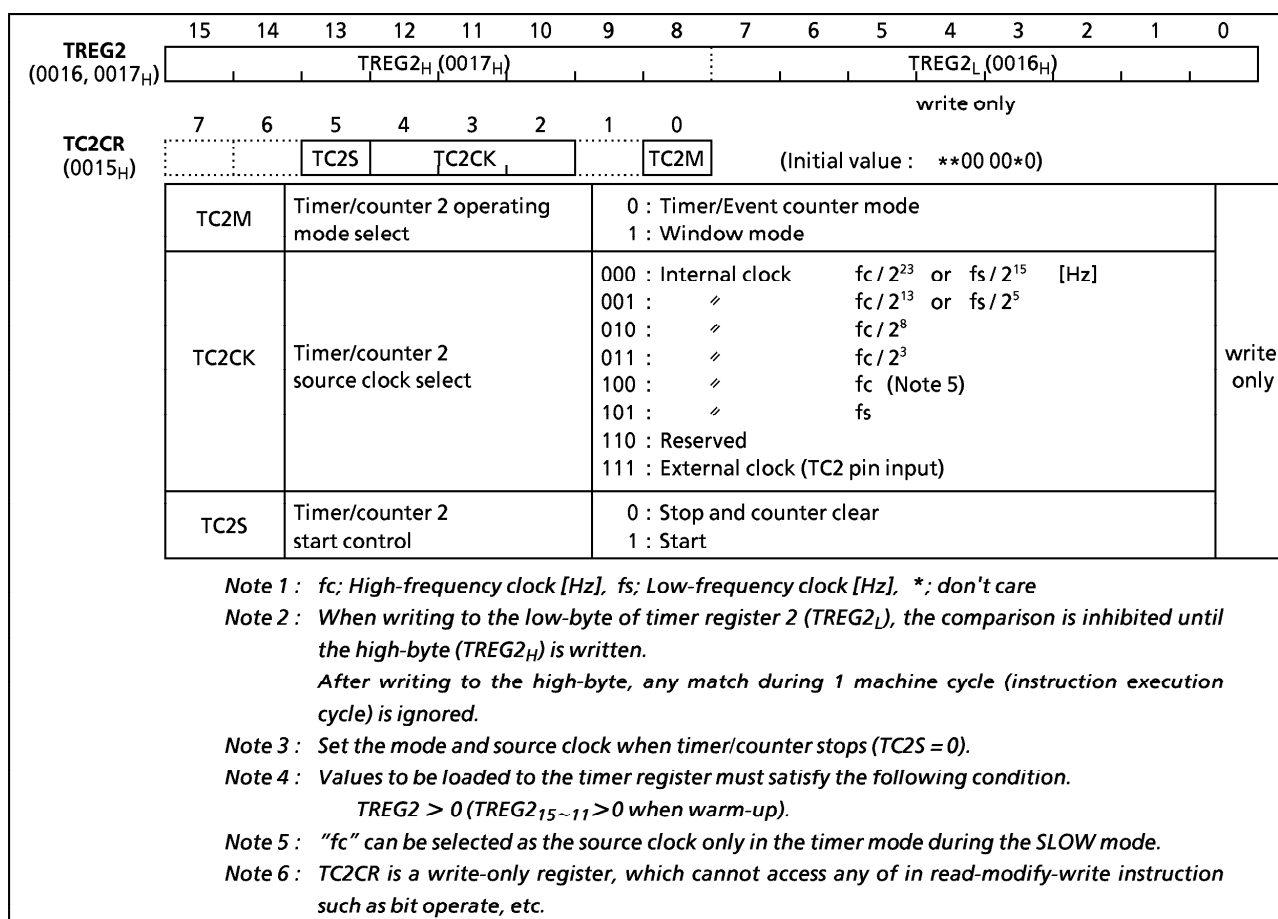 15 14 13 12 11 10 9 8 7 6 5 4 3 2 1 0
TREG2
(0016, 0017H)
TREG2H (0017H) TREG2L (0016H)
write only
7 6 5 4 3 2 1 0
TC2CR
(0015H)
TC2S TC2CK TC2M (Initial value : **00 00*0)
TC2M
Timer/counter 2 operating
mode select
0 : Timer/Event counter mode
1 : Window mode
TC2CK
Timer/counter 2
source clock select
000 : Internal clock fc / 2²³ or fs / 2¹⁵ [Hz]
001 : 〃 fc / 2¹³ or fs / 2⁵
010 : 〃 fc / 2⁸
011 : 〃 fc / 2³
100 : 〃 fc (Note 5)
101 : 〃 fs
110 : Reserved
111 : External clock (TC2 pin input)
write
only
TC2S
Timer/counter 2
start control
0 : Stop and counter clear
1 : Start
Note 1 : fc; High-frequency clock [Hz], fs; Low-frequency clock [Hz], *; don't care
Note 2 : When writing to the low-byte of timer register 2 (TREG2L), the comparison is inhibited until
the high-byte (TREG2H) is written.
After writing to the high-byte, any match during 1 machine cycle (instruction execution
cycle) is ignored.
Note 3 : Set the mode and source clock when timer/counter stops (TC2S = 0).
Note 4 : Values to be loaded to the timer register must satisfy the following condition.
TREG2 > 0 (TREG215~11 > 0 when warm-up).
Note 5 : "fc" can be selected as the source clock only in the timer mode during the SLOW mode.
Note 6 : TC2CR is a write-only register, which cannot access any of in read-modify-write instruction
such as bit operate, etc.